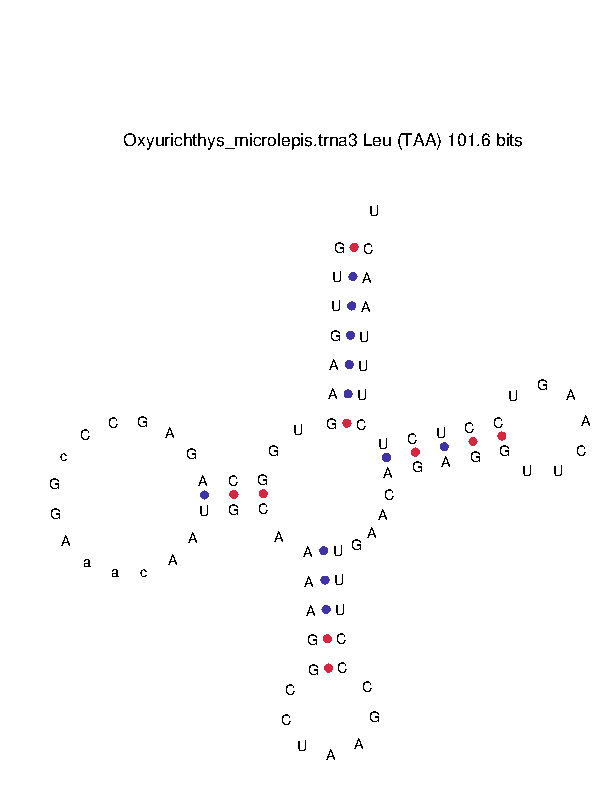 Oxyurichthys_microlepis.trna3 Leu (TAA) 101.6 bits
U
G C
U A
U A
G U
A U
A U
G C
U G
G A C G
A G C C c G G A a a c A A
U G C
A
U C U C C
U G A A C U U
G G A G A
C A A G
A U
A U
A U
G C
G C
C C
C G
U A A